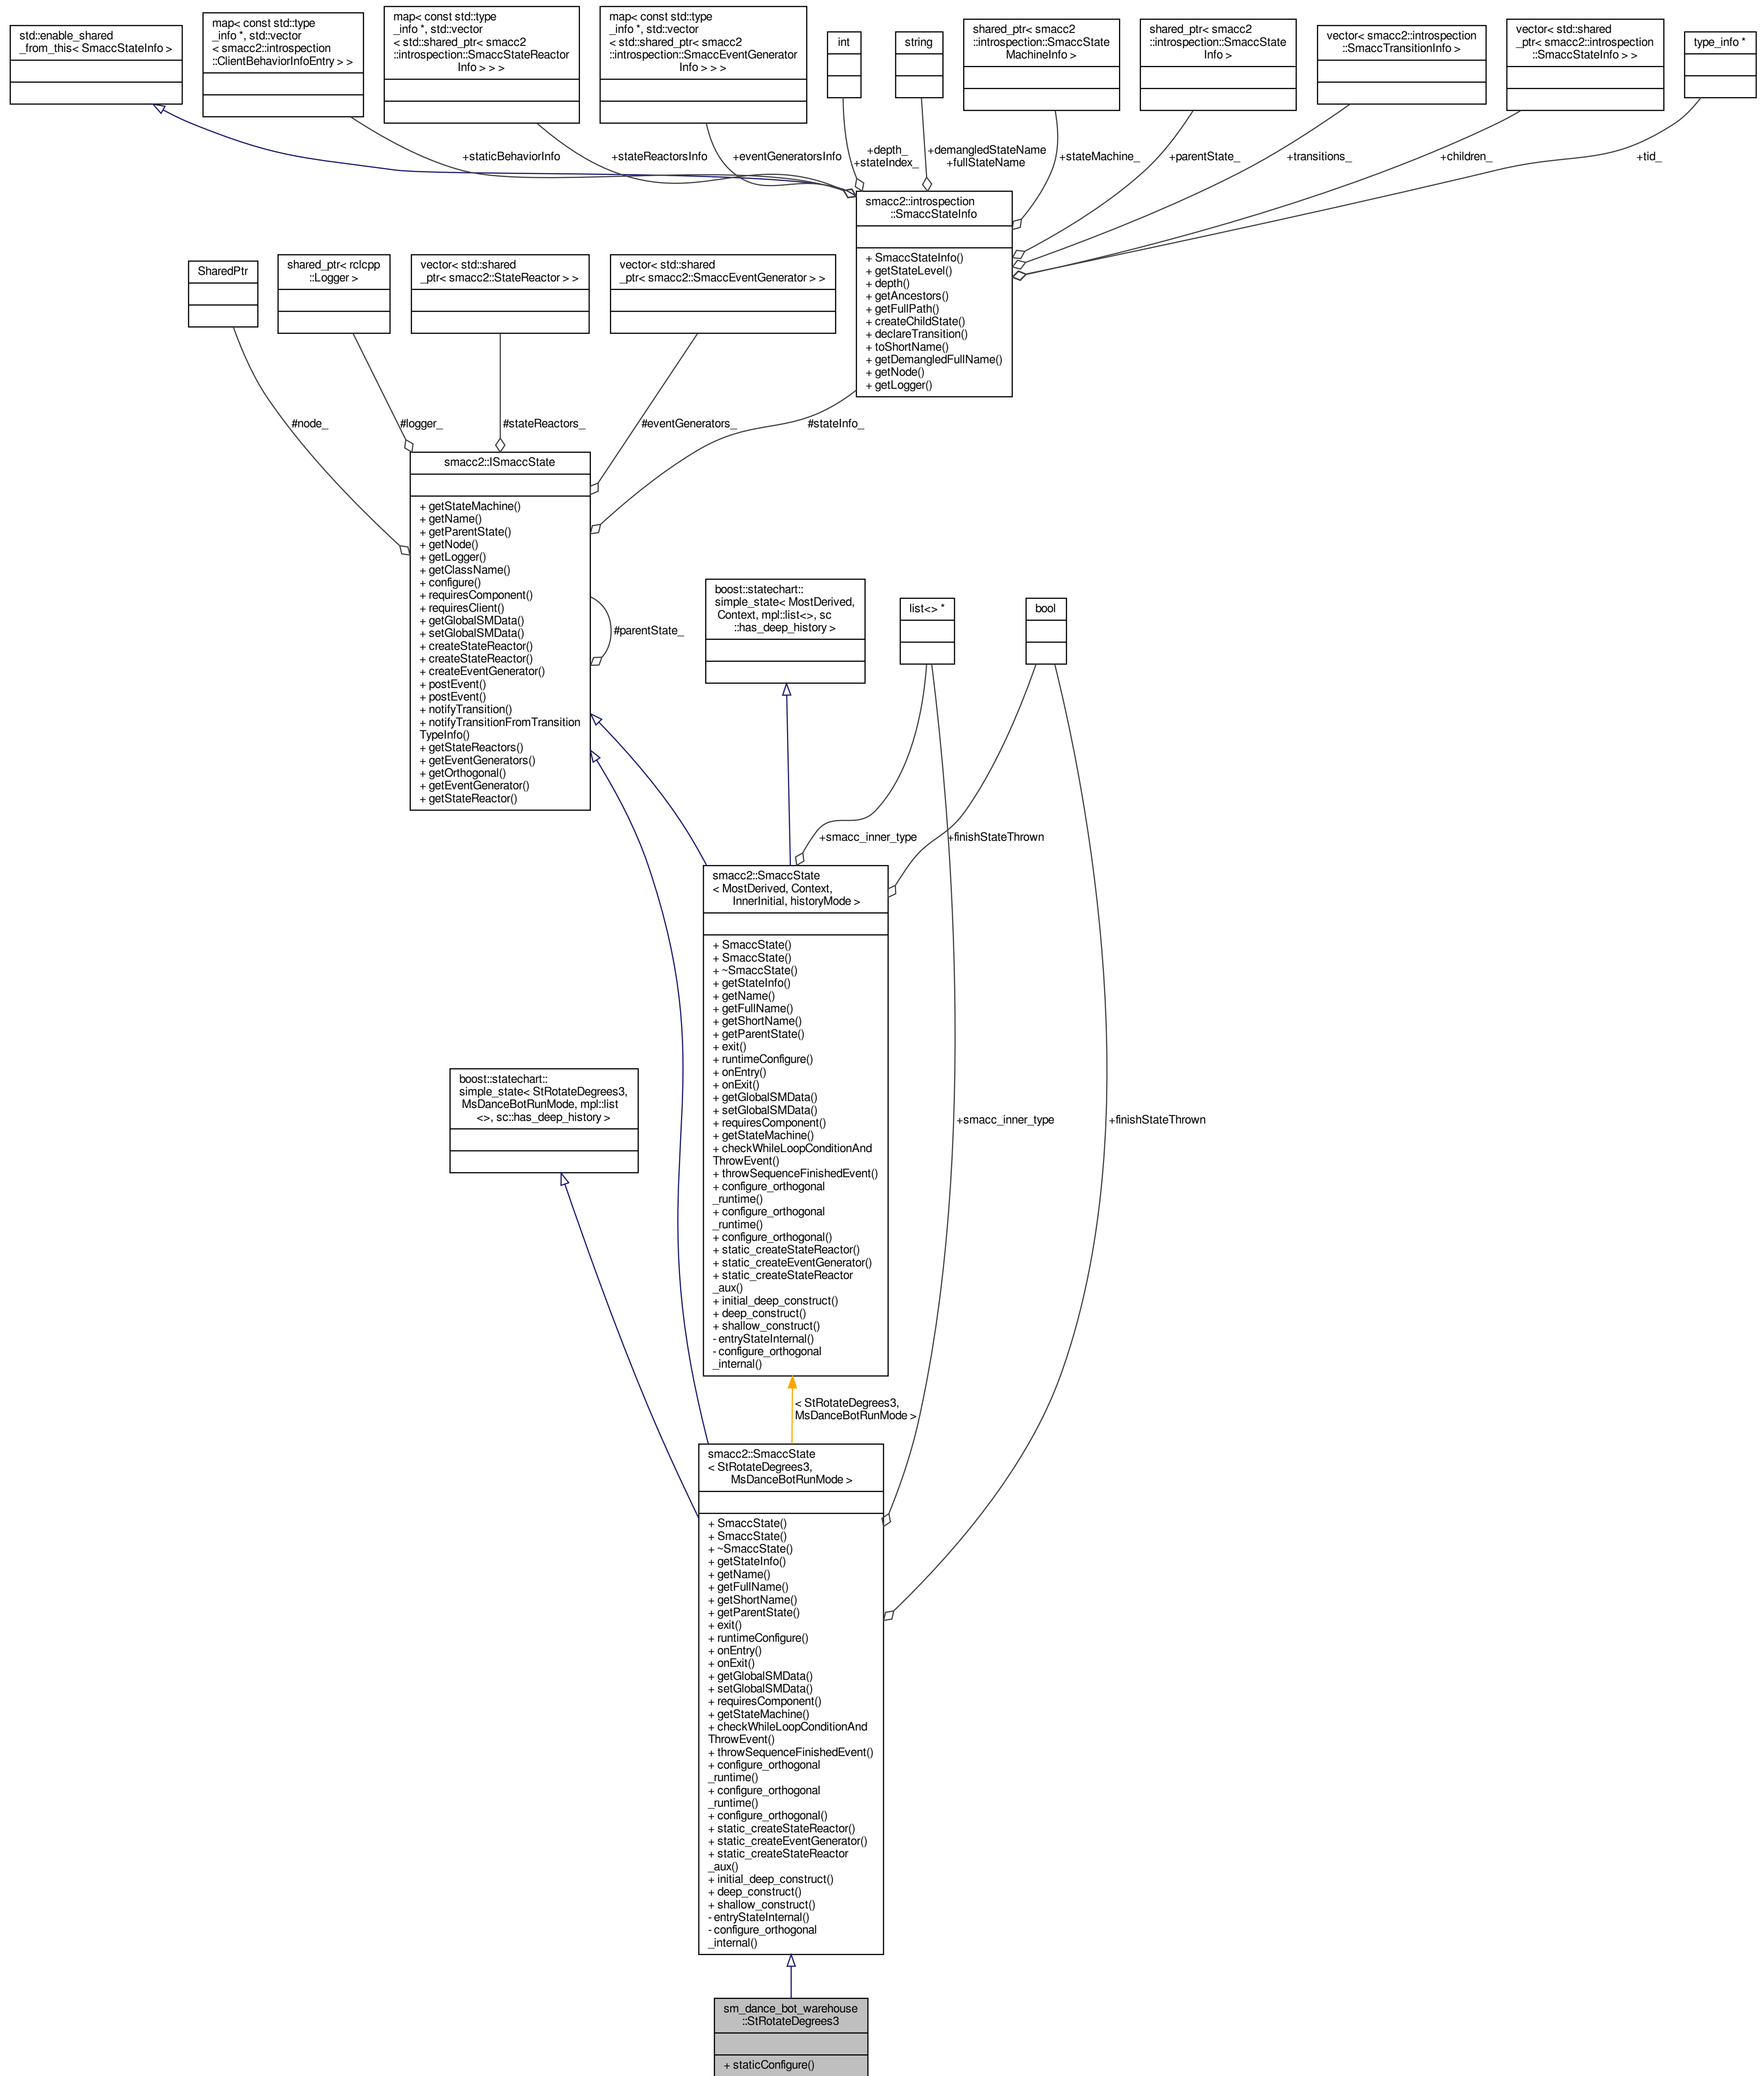 std::enable_shared
_from_this< SmaccStateInfo >
map< const std::type
_info *, std::vector
< smacc2::introspection
::ClientBehaviorInfoEntry > >
map< const std::type
_info *, std::vector
< std::shared_ptr< smacc2
::introspection::SmaccStateReactor
Info > > >
map< const std::type
_info *, std::vector
< std::shared_ptr< smacc2
::introspection::SmaccEventGenerator
Info > > >
int
string
shared_ptr< smacc2
::introspection::SmaccState
MachineInfo >
shared_ptr< smacc2
::introspection::SmaccState
Info >
vector< smacc2::introspection
::SmaccTransitionInfo >
vector< std::shared
_ptr< smacc2::introspection
::SmaccStateInfo > >
type_info *
+staticBehaviorInfo
+stateReactorsInfo
+eventGeneratorsInfo
+depth_
+stateIndex_
+demangledStateName
+fullStateName
+stateMachine_
+parentState_
+transitions_
+children_
+tid_
smacc2::introspection
::SmaccStateInfo
+ SmaccStateInfo()
+ getStateLevel()
+ depth()
+ getAncestors()
+ getFullPath()
+ createChildState()
+ declareTransition()
+ toShortName()
+ getDemangledFullName()
+ getNode()
+ getLogger()
SharedPtr
shared_ptr< rclcpp
::Logger >
vector< std::shared
_ptr< smacc2::StateReactor > >
vector< std::shared
_ptr< smacc2::SmaccEventGenerator > >
#node_
#logger_
#stateReactors_
#eventGenerators_
#stateInfo_
smacc2::ISmaccState
+ getStateMachine()
+ getName()
+ getParentState()
+ getNode()
+ getLogger()
+ getClassName()
+ configure()
+ requiresComponent()
+ requiresClient()
+ getGlobalSMData()
+ setGlobalSMData()
+ createStateReactor()
+ createStateReactor()
+ createEventGenerator()
+ postEvent()
+ postEvent()
+ notifyTransition()
+ notifyTransitionFromTransition
TypeInfo()
+ getStateReactors()
+ getEventGenerators()
+ getOrthogonal()
+ getEventGenerator()
+ getStateReactor()
#parentState_
boost::statechart::
simple_state< MostDerived,
Context, mpl::list<>, sc
::has_deep_history >
list<> *
bool
+smacc_inner_type
+finishStateThrown
smacc2::SmaccState
< MostDerived, Context,
InnerInitial, historyMode >
+ SmaccState()
+ SmaccState()
+ ~SmaccState()
+ getStateInfo()
+ getName()
+ getFullName()
+ getShortName()
+ getParentState()
+ exit()
+ runtimeConfigure()
+ onEntry()
+ onExit()
+ getGlobalSMData()
+ setGlobalSMData()
+ requiresComponent()
+ getStateMachine()
+ checkWhileLoopConditionAnd
ThrowEvent()
+ throwSequenceFinishedEvent()
+ configure_orthogonal
_runtime()
+ configure_orthogonal
_runtime()
+ configure_orthogonal()
+ static_createStateReactor()
+ static_createEventGenerator()
+ static_createStateReactor
_aux()
+ initial_deep_construct()
+ deep_construct()
+ shallow_construct()
- entryStateInternal()
- configure_orthogonal
_internal()
boost::statechart::
simple_state< StRotateDegrees3,
MsDanceBotRunMode, mpl::list
<>, sc::has_deep_history >
+smacc_inner_type
+finishStateThrown
< StRotateDegrees3,
MsDanceBotRunMode >
smacc2::SmaccState
< StRotateDegrees3,
MsDanceBotRunMode >
+ SmaccState()
+ SmaccState()
+ ~SmaccState()
+ getStateInfo()
+ getName()
+ getFullName()
+ getShortName()
+ getParentState()
+ exit()
+ runtimeConfigure()
+ onEntry()
+ onExit()
+ getGlobalSMData()
+ setGlobalSMData()
+ requiresComponent()
+ getStateMachine()
+ checkWhileLoopConditionAnd
ThrowEvent()
+ throwSequenceFinishedEvent()
+ configure_orthogonal
_runtime()
+ configure_orthogonal
_runtime()
+ configure_orthogonal()
+ static_createStateReactor()
+ static_createEventGenerator()
+ static_createStateReactor
_aux()
+ initial_deep_construct()
+ deep_construct()
+ shallow_construct()
- entryStateInternal()
- configure_orthogonal
_internal()
sm_dance_bot_warehouse
::StRotateDegrees3
+ staticConfigure()